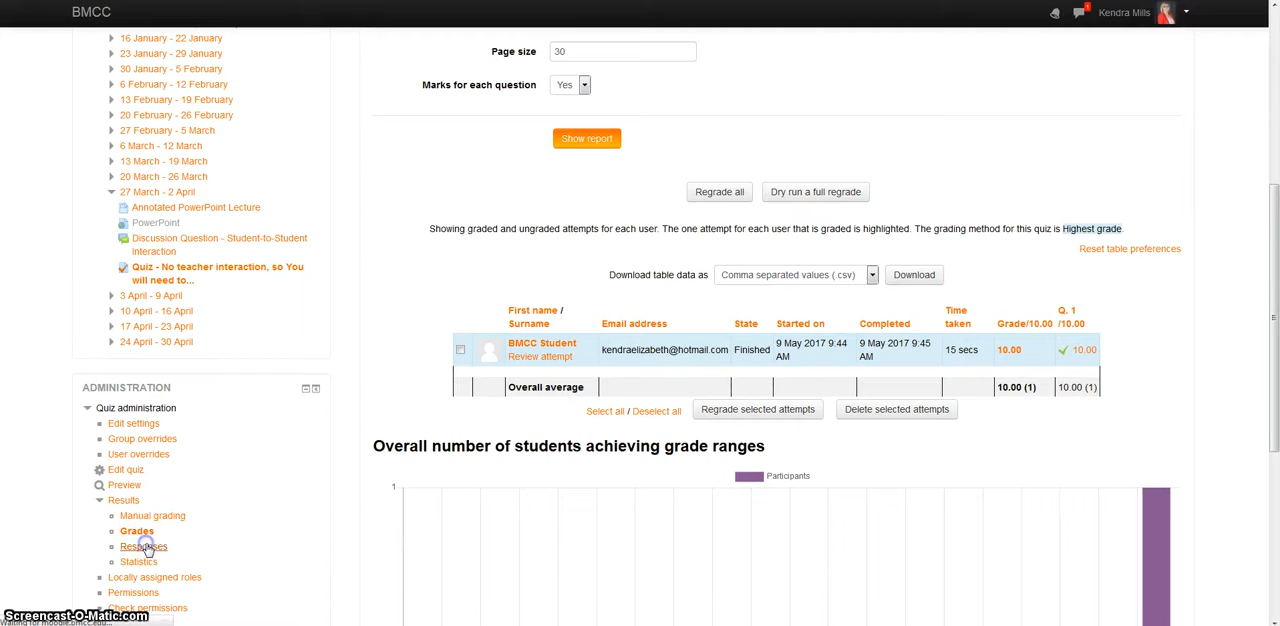 BMCC
Kendra Mills
16 January - 22 January
23 January - 29 January
30 January - 5 February
6 February - 12 February
13 February - 19 February
20 February - 26 February
27 February - 5 March
6 March - 12 March
13 March - 19 March
20 March - 26 March
27 March - 2 April
Annotated PowerPoint Lecture
PowerPoint
Discussion Question - Student-to-Student
Interaction
Quiz - No teacher interaction, so You
will need to...
3 April - 9 April
10 April - 16 April
17 April - 23 April
24 April - 30 April
ADMINISTRATION
Quiz administration
Edit settings
Group overrides
User overrides
Edit quiz
Preview
Results
Manual grading
Grades
Responses
Statistics
Locally assigned roles
Permissions
Check permissions
Screencast-O-Matic.com
Page size 30
Marks for each question Yes
Show report
Regrade all Dry run a full regrade
Showing graded and ungraded attempts for each user. The one attempt for each user that is graded is highlighted. The grading method for this quiz is Highest grade.
Reset table preferences
Download table data as Comma separated values (.csv) Download
First name / Surname Email address State Started on Completed Time taken Grade/10.00 Q. 1 /10.00
BMCC Student kendraelizabeth@hotmail.com Finished 9 May 2017 9:44 AM 9 May 2017 9:45 AM 15 secs 10.00 10.00
Review attempt
Overall average 10.00 (1) 10.00 (1)
Select all / Deselect all Regrade selected attempts Delete selected attempts
Overall number of students achieving grade ranges
Participants
1